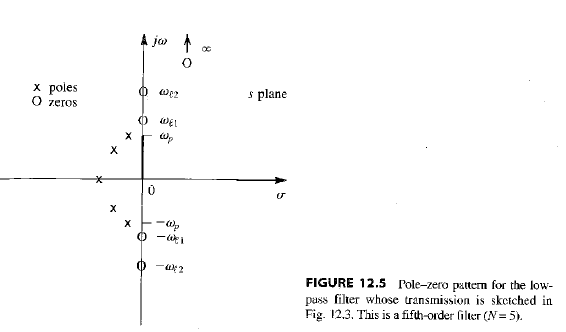 jω
∞
x poles
O zeros
ωℓ2
s plane
ωℓ1
ωp
0
σ
−ωp
−ωℓ1
−ωℓ2
FIGURE 12.5 Pole–zero pattern for the low-
pass filter whose transmission is sketched in
Fig. 12.3. This is a fifth-order filter (N = 5).